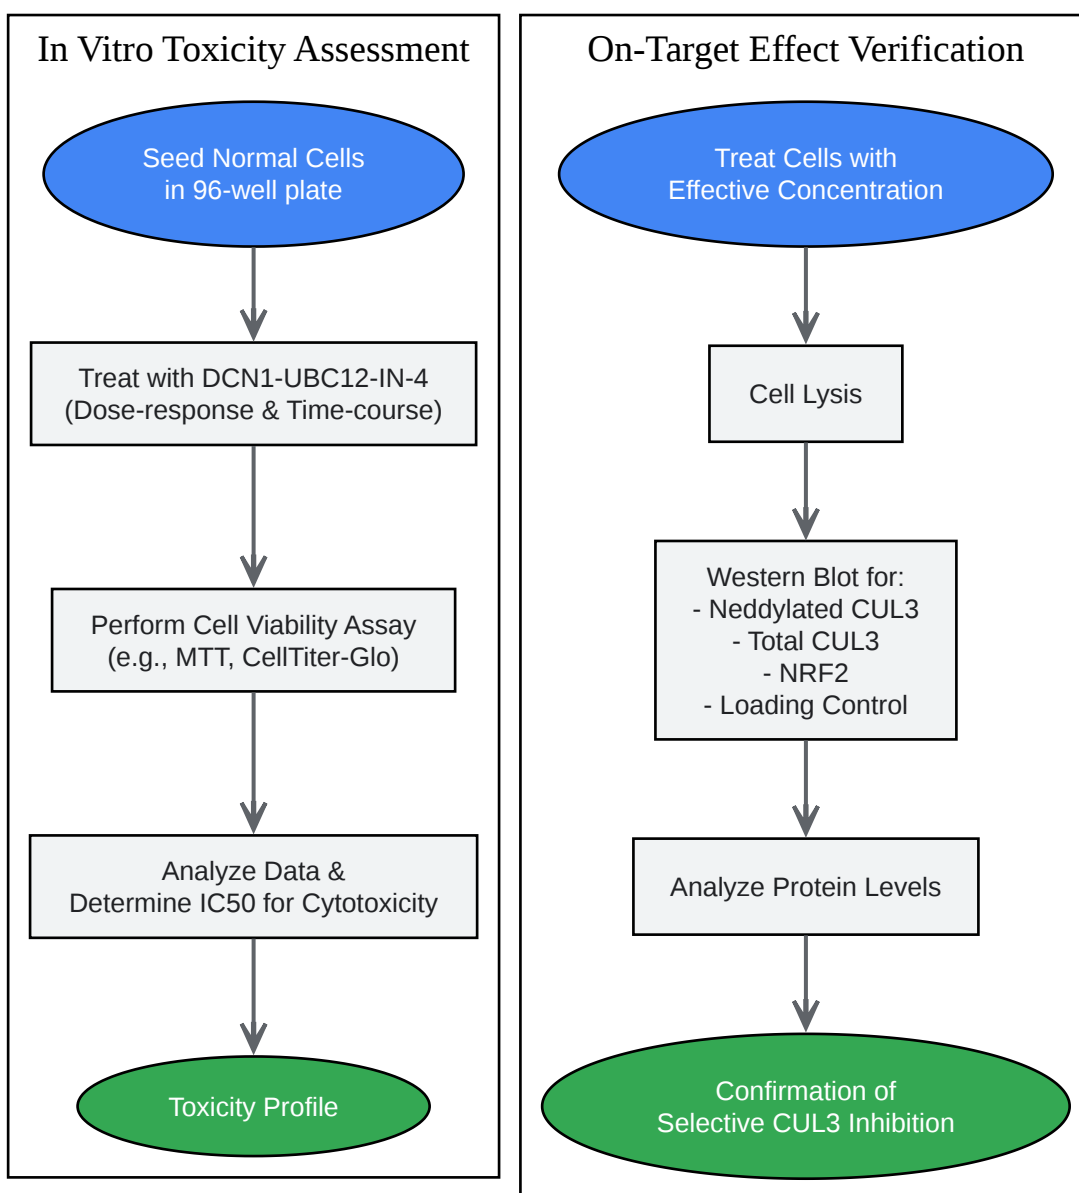 In Vitro Toxicity Assessment
Seed Normal Cells
in 96-well plate
Treat with DCN1-UBC12-IN-4
(Dose-response & Time-course)
Perform Cell Viability Assay
(e.g., MTT, CellTiter-Glo)
Analyze Data &
Determine IC50 for Cytotoxicity
Toxicity Profile
On-Target Effect Verification
Treat Cells with
Effective Concentration
Cell Lysis
Western Blot for:
- Neddylated CUL3
- Total CUL3
- NRF2
- Loading Control
Analyze Protein Levels
Confirmation of
Selective CUL3 Inhibition